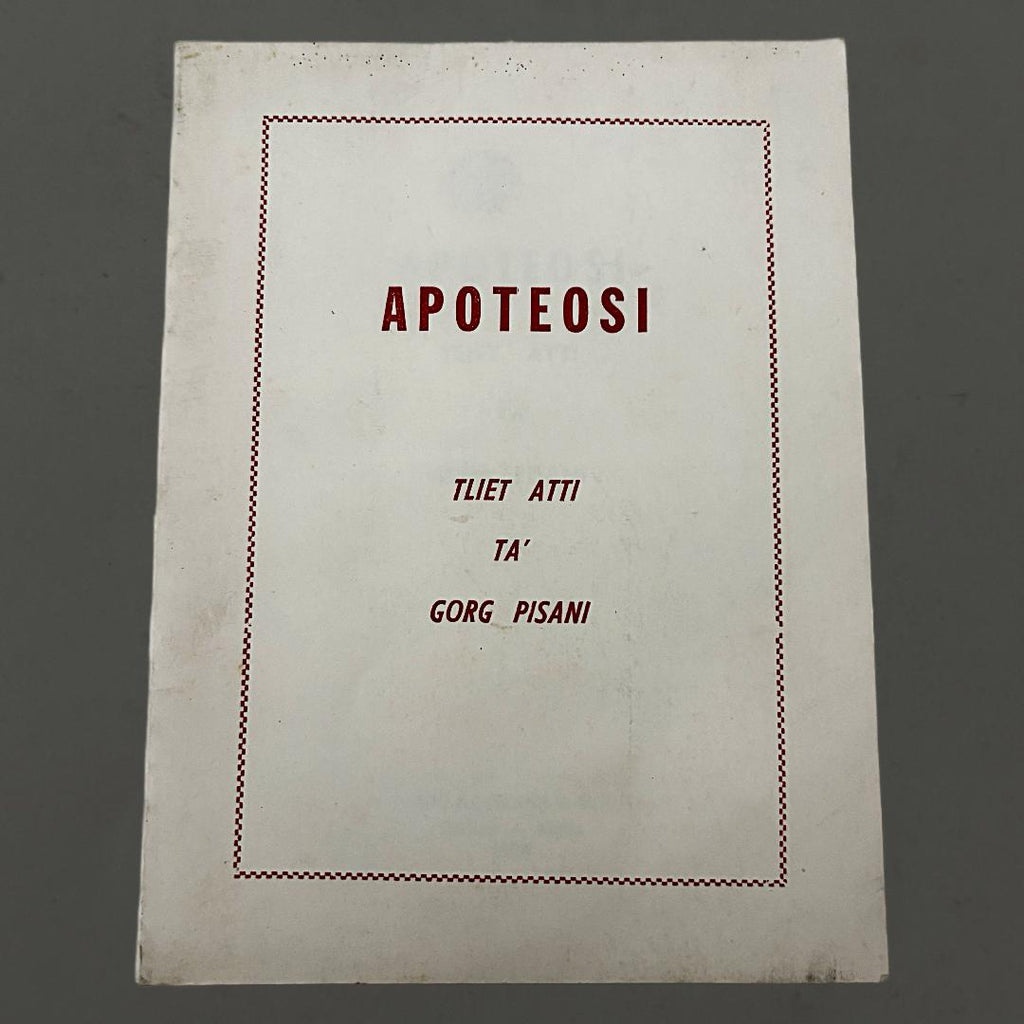 APOTEOSI
TLIET ATTI
TA'
GORG PISANI